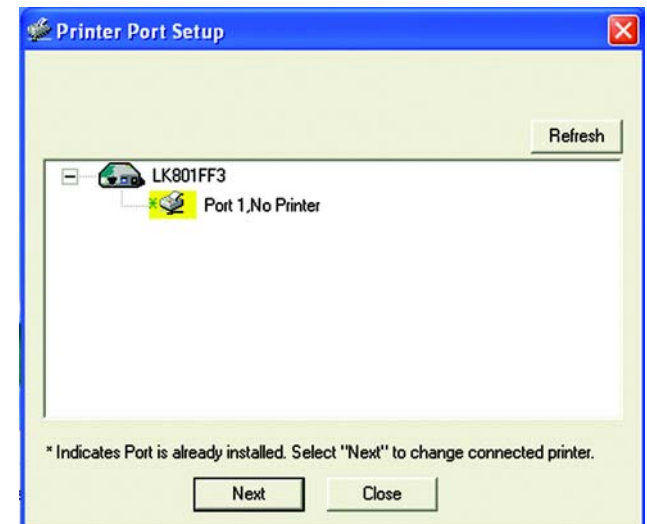 Printer Port Setup
Refresh
LK801FF3
* Port 1,No Printer
* Indicates Port is already installed. Select "Next" to change connected printer.
Next Close